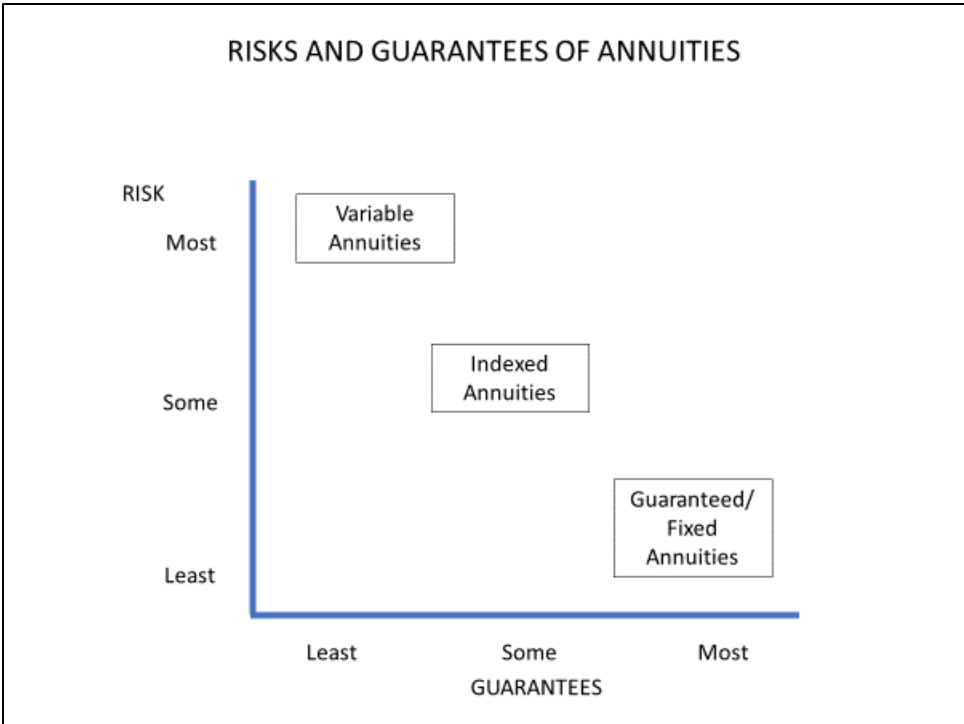 RISKS AND GUARANTEES OF ANNUITIES
RISK
Most
Variable
Annuities
Some
Indexed
Annuities
Least
Guaranteed/
Fixed
Annuities
Least
Some
Most
GUARANTEES